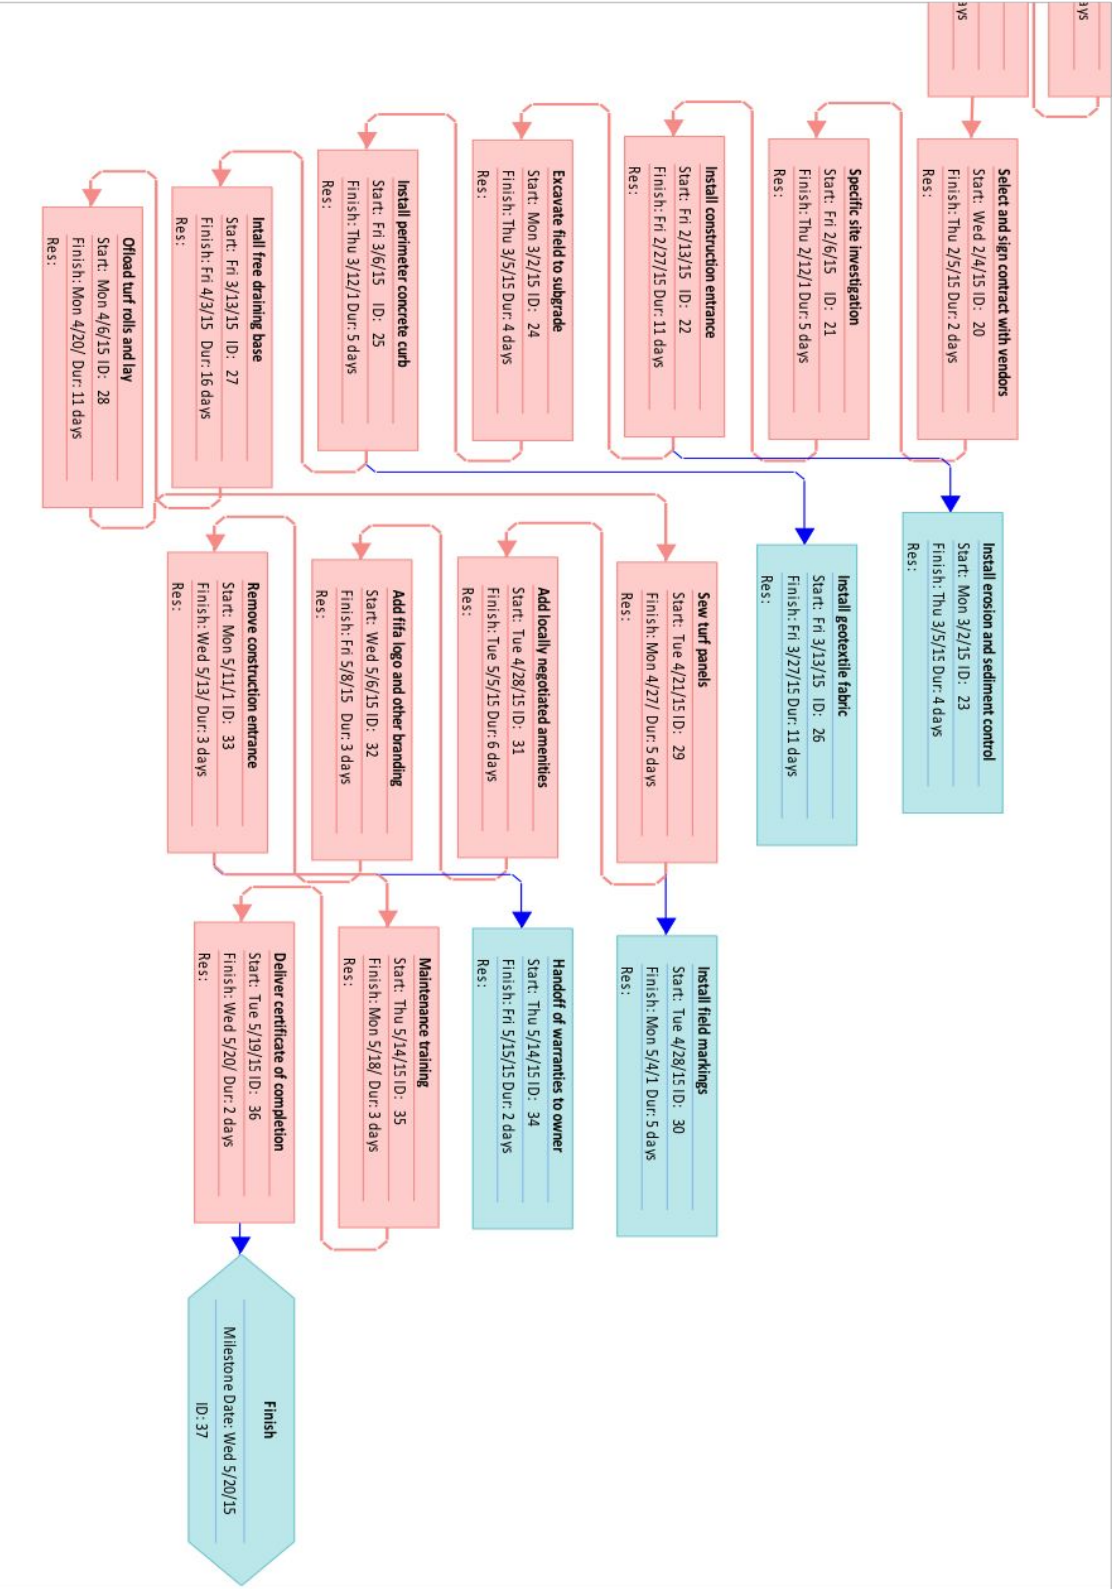 ays
ays
Select and sign contract with vendors
Start: Wed 2/4/15 ID: 20
Finish: Thu 2/5/15 Dur: 2 days
Res:
Specific site investigation
Start: Fri 2/6/15 ID: 21
Finish: Thu 2/12/1 Dur: 5 days
Res:
Install construction entrance
Start: Fri 2/13/15 ID: 22
Finish: Fri 2/27/15 Dur: 11 days
Res:
Excavate field to subgrade
Start: Mon 3/2/15 ID: 24
Finish: Thu 3/5/15 Dur: 4 days
Res:
Install perimeter concrete curb
Start: Fri 3/6/15 ID: 25
Finish: Thu 3/12/1 Dur: 5 days
Res:
Intall free draining base
Start: Fri 3/13/15 ID: 27
Finish: Fri 4/3/15 Dur: 16 days
Res:
Offload turf rolls and lay
Start: Mon 4/6/15 ID: 28
Finish: Mon 4/20/ Dur: 11 days
Res:
Install erosion and sediment control
Start: Mon 3/2/15 ID: 23
Finish: Thu 3/5/15 Dur: 4 days
Res:
Install geotextile fabric
Start: Fri 3/13/15 ID: 26
Finish: Fri 3/27/15 Dur: 11 days
Res:
Sew turf panels
Start: Tue 4/21/15 ID: 29
Finish: Mon 4/27/ Dur: 5 days
Res:
Add locally negotiated amenities
Start: Tue 4/28/15 ID: 31
Finish: Tue 5/5/15 Dur: 6 days
Res:
Add fifa logo and other branding
Start: Wed 5/6/15 ID: 32
Finish: Fri 5/8/15 Dur: 3 days
Res:
Remove construction entrance
Start: Mon 5/11/1 ID: 33
Finish: Wed 5/13/ Dur: 3 days
Res:
Install field markings
Start: Tue 4/28/15 ID: 30
Finish: Mon 5/4/1 Dur: 5 days
Res:
Handoff of warranties to owner
Start: Thu 5/14/15 ID: 34
Finish: Fri 5/15/15 Dur: 2 days
Res:
Maintenance training
Start: Thu 5/14/15 ID: 35
Finish: Mon 5/18/ Dur: 3 days
Res:
Deliver certificate of completion
Start: Tue 5/19/15 ID: 36
Finish: Wed 5/20/ Dur: 2 days
Res:
Finish
Milestone Date: Wed 5/20/15
ID: 37